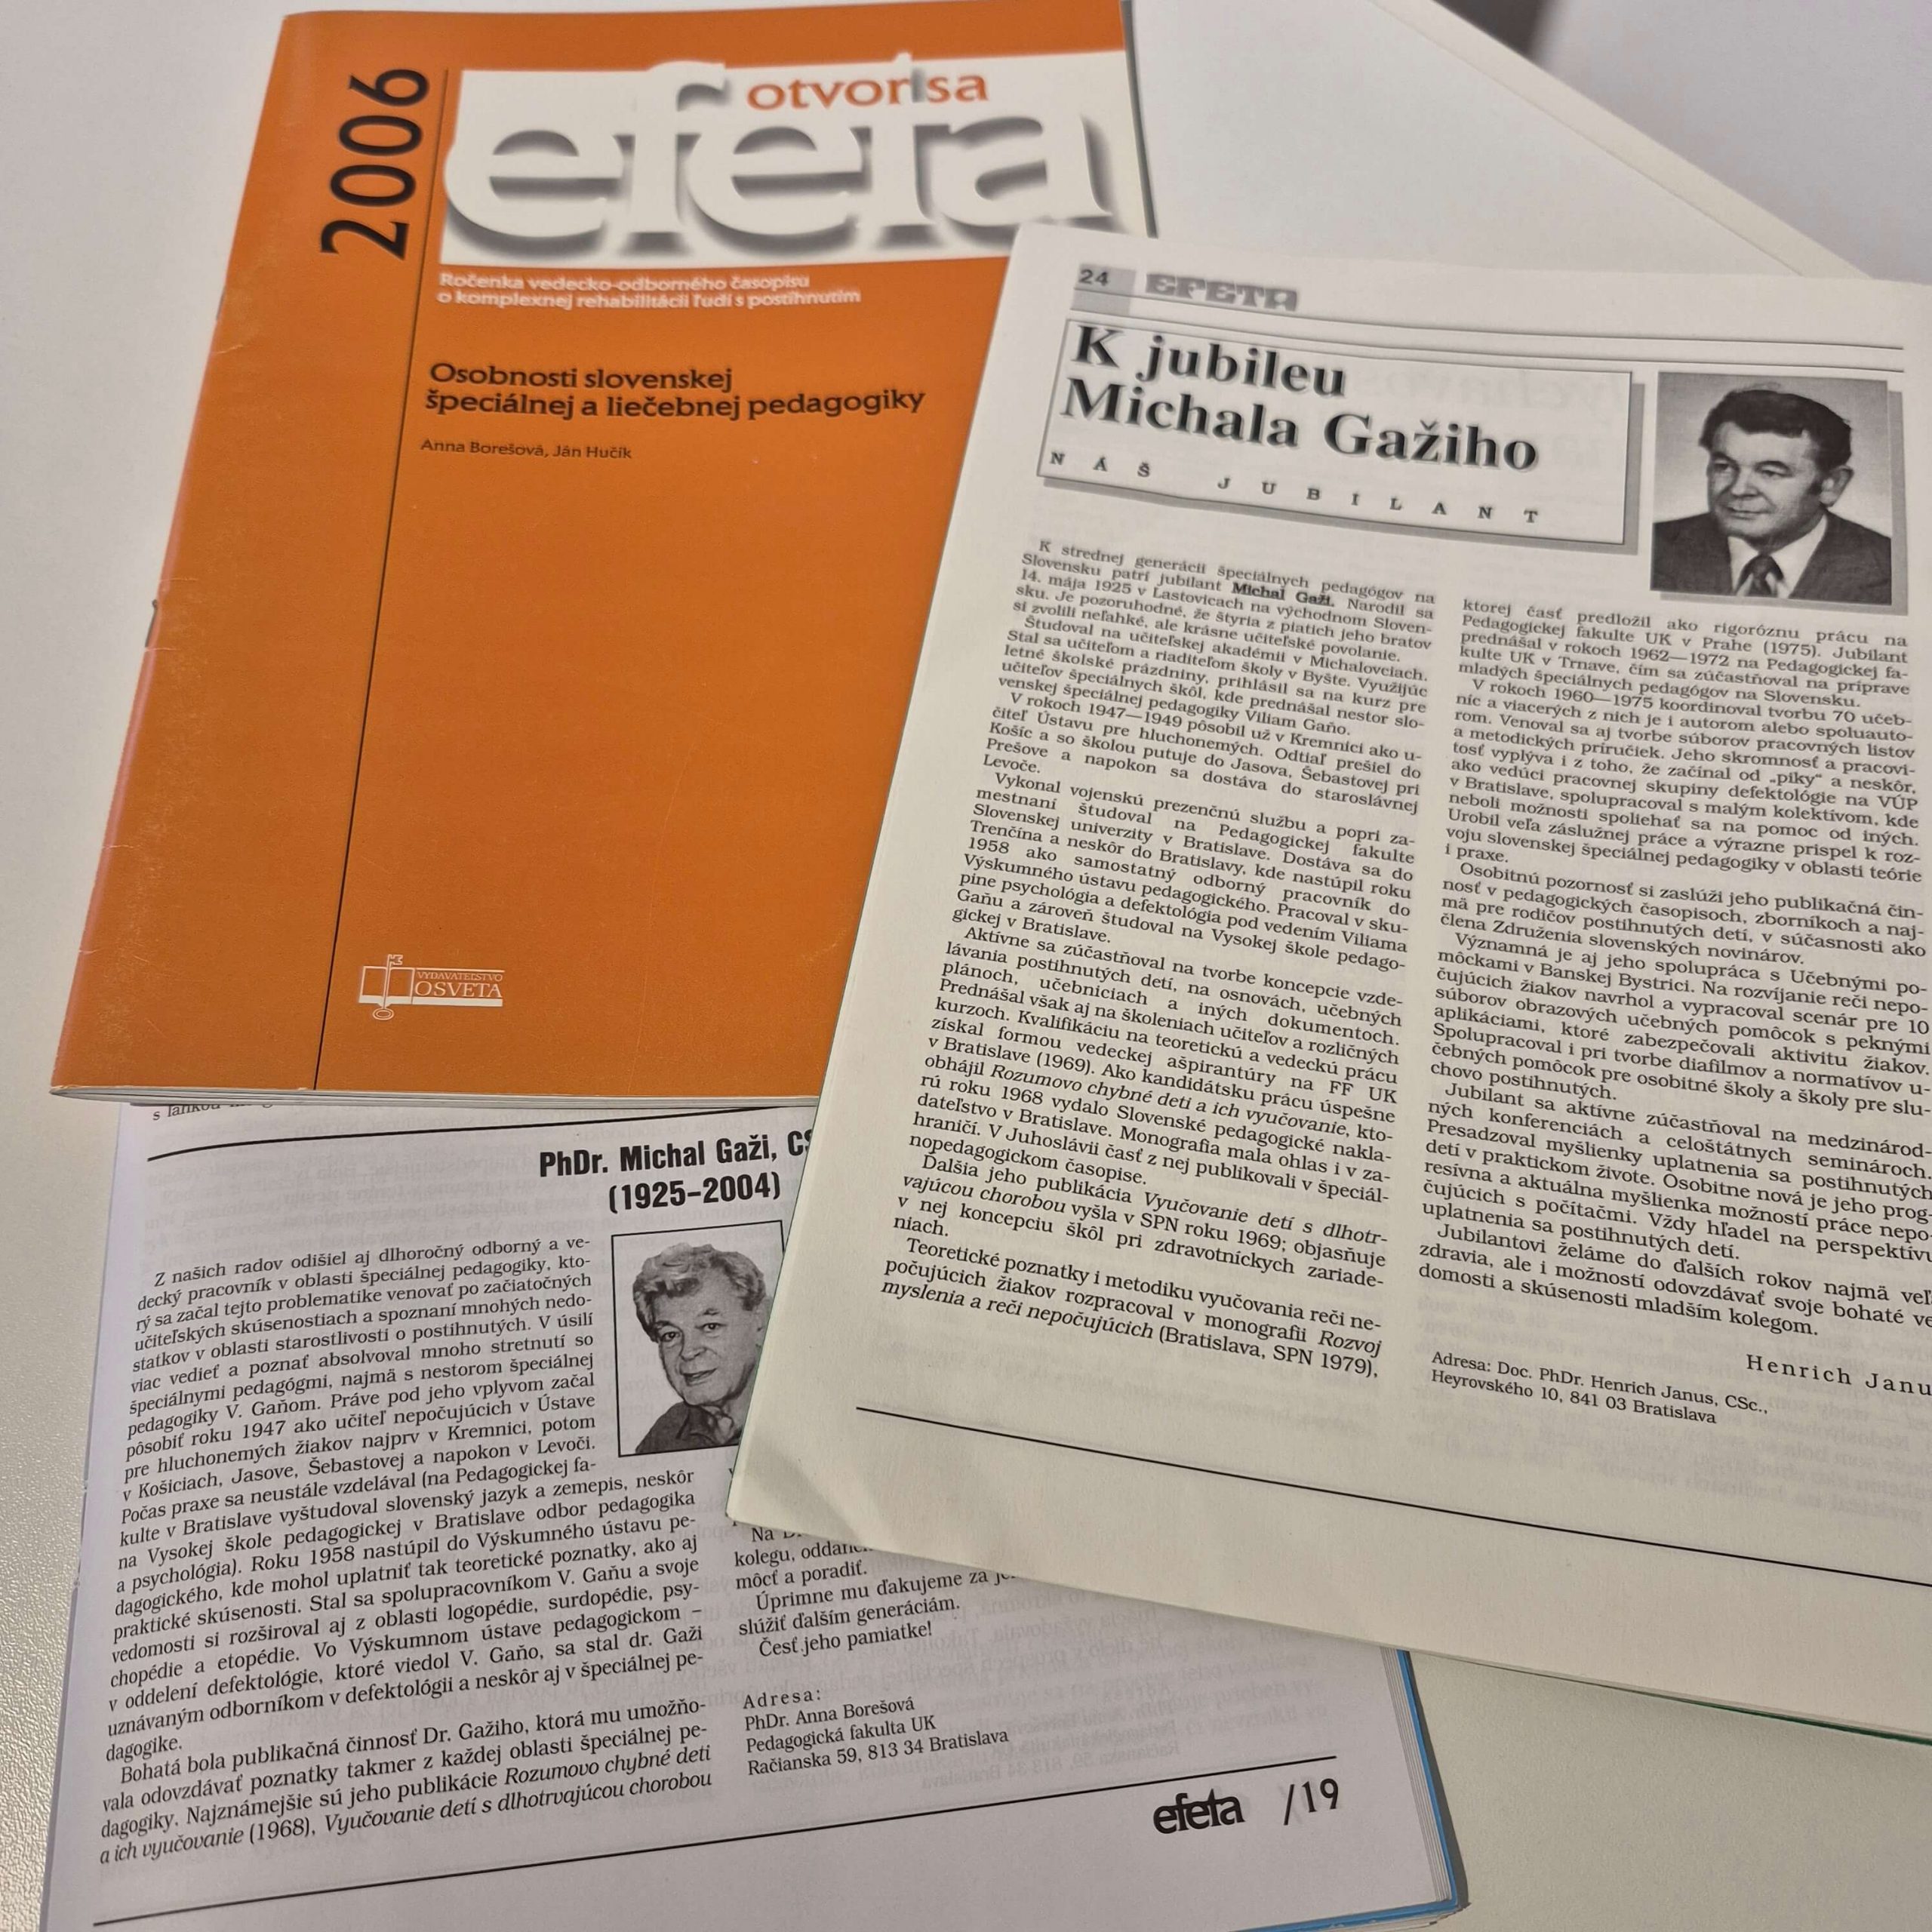 2006
otvor sa
efeta
Ročenka vedecko-odborného časopisu
o komplexnej rehabilitácii ľudí s postihnutím
Osobnosti slovenskej
špeciálnej a liečebnej pedagogiky
Anna Borešová, Ján Hučík
VYDAVATEĽSTVO
OSVETA
24 EFETA
K jubileu
Michala Gažiho
NÁŠ JUBILANT
K strednej generácii špeciálnych pedagógov na
Slovensku patrí jubilant Michal Gaži. Narodil sa
14. mája 1925 v Lastovicach na východnom Sloven-
sku. Je pozoruhodné, že štyria z piatich jeho bratov
si zvolili neľahké, ale krásne učiteľské povolanie.
Študoval na učiteľskej akadémii v Michalovciach.
Stal sa učiteľom a riaditeľom školy v Byšte. Využijúc
letné školské prázdniny, prihlásil sa na kurz pre
učiteľov špeciálnych škôl, kde prednášal nestor slo-
venskej špeciálnej pedagogiky Viliam Gaňo.
V rokoch 1947—1949 pôsobil už v Kremnici ako u-
čiteľ Ústavu pre hluchonemých. Odtiaľ prešiel do
Košíc a so školou putuje do Jasova, Šebastovej pri
Prešove a napokon sa dostáva do staroslávnej
Levoče.
Vykonal vojenskú prezenčnú službu a popri za-
mestnaní študoval na Pedagogickej fakulte
Slovenskej univerzity v Bratislave. Dostáva sa do
Trenčína a neskôr do Bratislavy, kde nastúpil roku
1958 ako samostatný odborný pracovník do
Výskumného ústavu pedagogického. Pracoval v sku-
pine psychológia a defektológia pod vedením Viliama
Gaňu a zároveň študoval na Vysokej škole pedago-
gickej v Bratislave.
Aktívne sa zúčastňoval na tvorbe koncepcie vzde-
lávania postihnutých detí, na osnovách, učebných
plánoch, učebniciach a iných dokumentoch.
Prednášal však aj na školeniach učiteľov a rozličných
kurzoch. Kvalifikáciu na teoretickú a vedeckú prácu
získal formou vedeckej ašpirantúry na FF UK
v Bratislave (1969). Ako kandidátsku prácu úspešne
obhájil Rozumovo chybné deti a ich vyučovanie, kto-
rú roku 1968 vydalo Slovenské pedagogické nakla-
dateľstvo v Bratislave. Monografia mala ohlas i v za-
hraničí. V Juhoslávii časť z nej publikovali v špeciál-
nopedagogickom časopise.
Ďalšia jeho publikácia Vyučovanie detí s dlhotr-
vajúcou chorobou vyšla v SPN roku 1969; objasňuje
v nej koncepciu škôl pri zdravotníckych zariade-
niach.
Teoretické poznatky i metodiku vyučovania reči ne-
počujúcich žiakov rozpracoval v monografii Rozvoj
myslenia a reči nepočujúcich (Bratislava, SPN 1979),
ktorej časť predložil ako rigoróznu prácu na
Pedagogickej fakulte UK v Prahe (1975). Jubilant
prednášal v rokoch 1962—1972 na Pedagogickej fa-
kulte UK v Trnave, čím sa zúčastňoval na príprave
mladých špeciálnych pedagógov na Slovensku.
V rokoch 1960—1975 koordinoval tvorbu 70 učeb-
níc a viacerých z nich je i autorom alebo spoluauto-
rom. Venoval sa aj tvorbe súborov pracovných listov
a metodických príručiek. Jeho skromnosť a pracovi-
tosť vyplýva i z toho, že začínal od „piky“ a neskôr,
ako vedúci pracovnej skupiny defektológie na VÚP
v Bratislave, spolupracoval s malým kolektívom, kde
neboli možnosti spoliehať sa na pomoc od iných.
Urobil veľa záslužnej práce a výrazne prispel k roz-
voju slovenskej špeciálnej pedagogiky v oblasti teórie
i praxe.
Osobitnú pozornosť si zaslúži jeho publikačná čin-
nosť v pedagogických časopisoch, zborníkoch a naj-
mä pre rodičov postihnutých detí, v súčasnosti ako
člena Združenia slovenských novinárov.
Významná je aj jeho spolupráca s Učebnými po-
môckami v Banskej Bystrici. Na rozvíjanie reči nepo-
čujúcich žiakov navrhol a vypracoval scenár pre 10
súborov obrazových učebných pomôcok s peknými
aplikáciami, ktoré zabezpečovali aktivitu žiakov.
Spolupracoval i pri tvorbe diafilmov a normatívov u-
čebných pomôcok pre osobitné školy a školy pre slu-
chovo postihnutých.
Jubilant sa aktívne zúčastňoval na medzinárod-
ných konferenciách a celoštátnych seminároch.
Presadzoval myšlienky uplatnenia sa postihnutých
detí v praktickom živote. Osobitne nová je jeho prog-
resívna a aktuálna myšlienka možností práce nepo-
čujúcich s počítačmi. Vždy hľadel na perspektívu
uplatnenia sa postihnutých detí.
Jubilantovi želáme do ďalších rokov najmä veľ
zdravia, ale i možností odovzdávať svoje bohaté ve
domosti a skúsenosti mladším kolegom.
Henrich Janu
Adresa: Doc. PhDr. Henrich Janus, CSc.,
Heyrovského 10, 841 03 Bratislava
PhDr. Michal Gaži, CS
(1925–2004)
Z našich radov odišiel aj dlhoročný odborný a ve-
decký pracovník v oblasti špeciálnej pedagogiky, kto-
rý sa začal tejto problematike venovať po začiatočných
učiteľských skúsenostiach a spoznaní mnohých nedo-
statkov v oblasti starostlivosti o postihnutých. V úsilí
viac vedieť a poznať absolvoval mnoho stretnutí so
špeciálnymi pedagógmi, najmä s nestorom špeciálnej
pedagogiky V. Gaňom. Práve pod jeho vplyvom začal
pôsobiť roku 1947 ako učiteľ nepočujúcich v Ústave
pre hluchonemých žiakov najprv v Kremnici, potom
v Košiciach, Jasove, Šebastovej a napokon v Levoči.
Počas praxe sa neustále vzdelával (na Pedagogickej fa-
kulte v Bratislave vyštudoval slovenský jazyk a zemepis, neskôr
na Vysokej škole pedagogickej v Bratislave odbor pedagogika
a psychológia). Roku 1958 nastúpil do Výskumného ústavu pe-
dagogického, kde mohol uplatniť tak teoretické poznatky, ako aj
praktické skúsenosti. Stal sa spolupracovníkom V. Gaňu a svoje
vedomosti si rozširoval aj z oblasti logopédie, surdopédie, psy-
chopédie a etopédie. Vo Výskumnom ústave pedagogickom –
v oddelení defektológie, ktoré viedol V. Gaňo, sa stal dr. Gaži
uznávaným odborníkom v defektológii a neskôr aj v špeciálnej pe-
dagogike.
Bohatá bola publikačná činnosť Dr. Gažiho, ktorá mu umožňo-
vala odovzdávať poznatky takmer z každej oblasti špeciálnej pe-
dagogiky. Najznámejšie sú jeho publikácie Rozumovo chybné deti
a ich vyučovanie (1968), Vyučovanie detí s dlhotrvajúcou chorobou
Na
kolegu,
môcť a poradiť.
Úprimne mu ďakujeme za
slúžiť ďalším generáciám.
Česť jeho pamiatke!
Adresa:
PhDr. Anna Borešová
Pedagogická fakulta UK
Račianska 59, 813 34 Bratislava
efeta /19